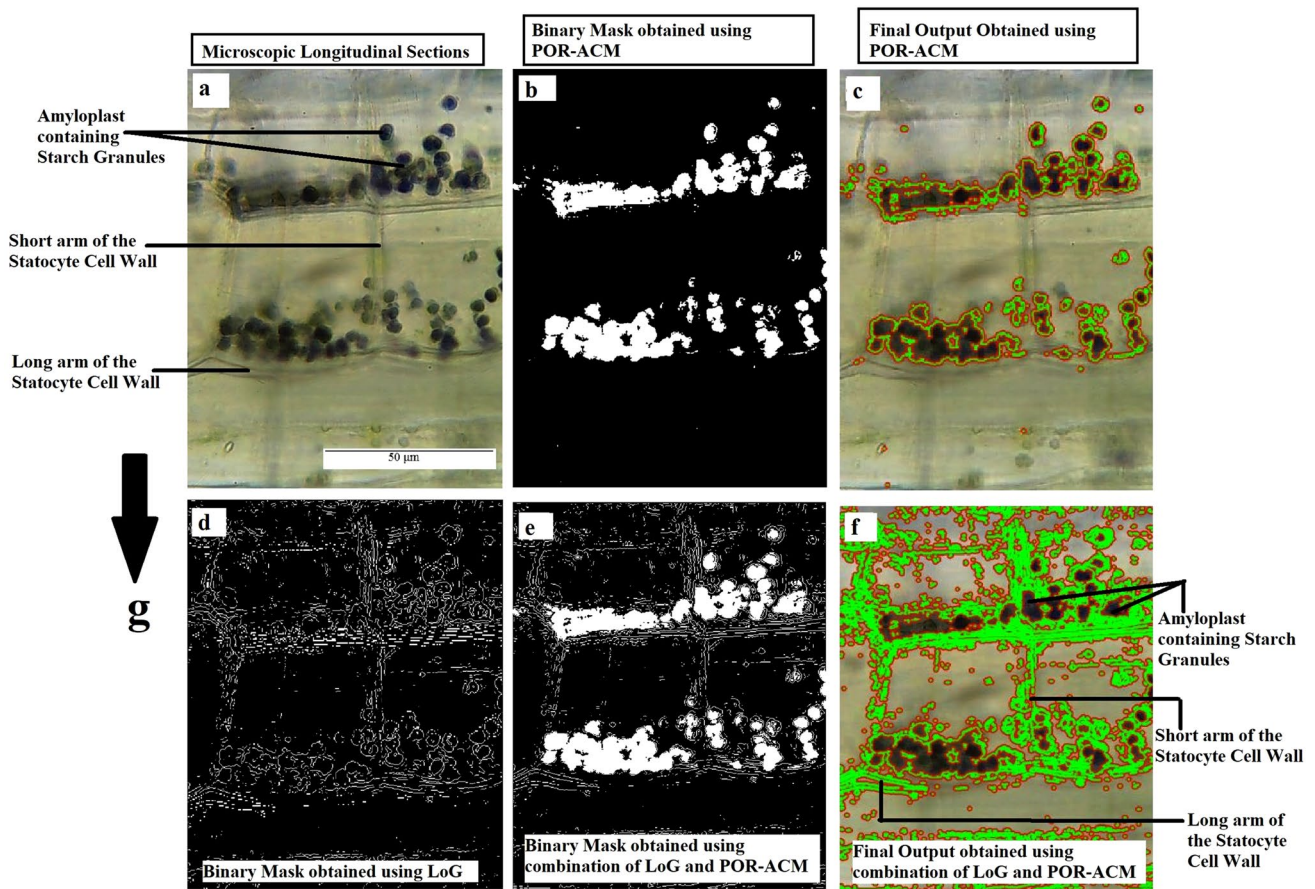 Microscopic Longitudinal Sections
Binary Mask obtained using
POR-ACM
Final Output Obtained using
POR-ACM
a
b
c
Amyloplast
containing
Starch Granules
Short arm of the
Statocyte Cell Wall
Long arm of the
Statocyte Cell Wall
50 µm
g
d
e
f
Amyloplast
containing Starch
Granules
Short arm of the
Statocyte Cell Wall
Long arm of
the Statocyte
Cell Wall
Binary Mask obtained using LoG
Binary Mask obtained using
combination of LoG and POR-ACM
Final Output obtained using
combination of LoG and POR-ACM